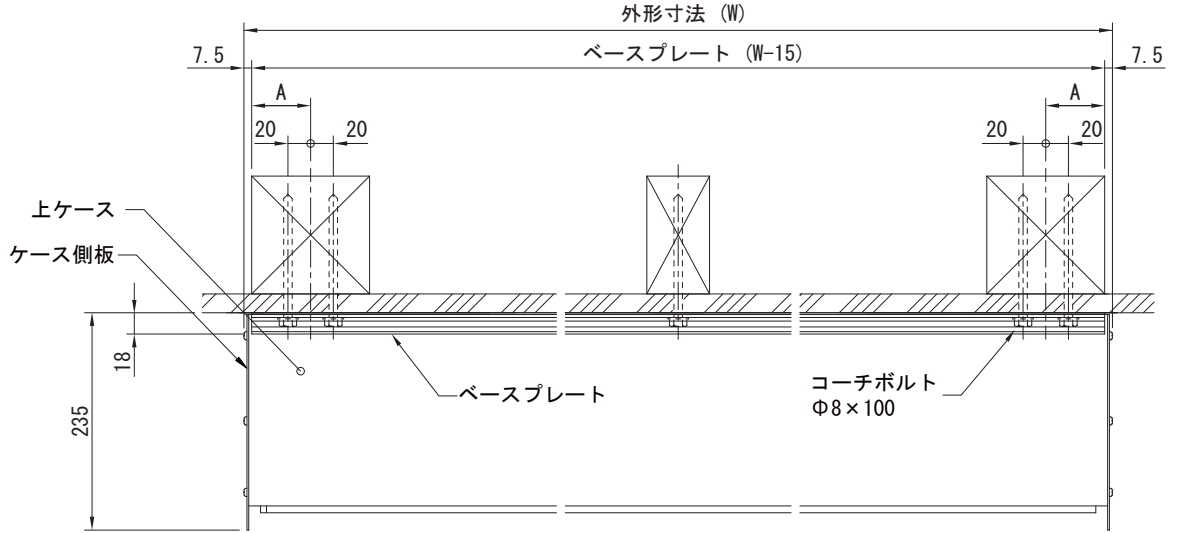 外形寸法 (W)
7.5
ベースプレート (W-15)
7.5
A
A
20
20
20
20
上ケース
ケース側板
18
235
ベースプレート
コーチボルト
Φ8×100